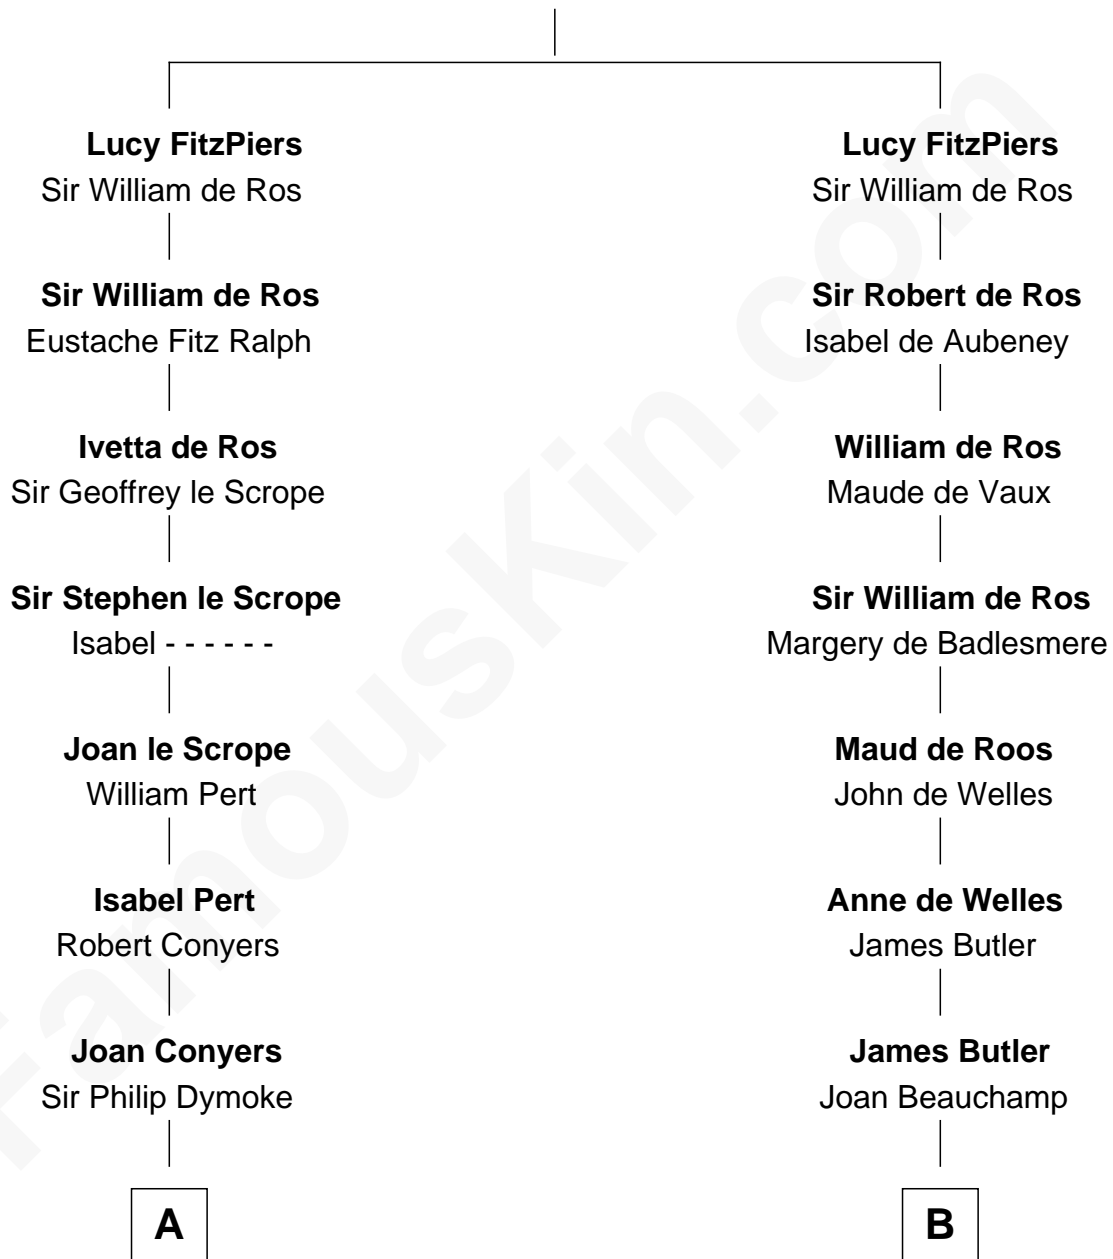 Lucy FitzPiers
Sir William de Ros
Sir William de Ros
Eustache Fitz Ralph
Ivetta de Ros
Sir Geoffrey le Scrope
Sir Stephen le Scrope
Isabel - - - - - -
Joan le Scrope
William Pert
Isabel Pert
Robert Conyers
Joan Conyers
Sir Philip Dymoke
A
Lucy FitzPiers
Sir William de Ros
Sir Robert de Ros
Isabel de Aubeney
William de Ros
Maude de Vaux
Sir William de Ros
Margery de Badlesmere
Maud de Roos
John de Welles
Anne de Welles
James Butler
James Butler
Joan Beauchamp
B
FamousKin.com